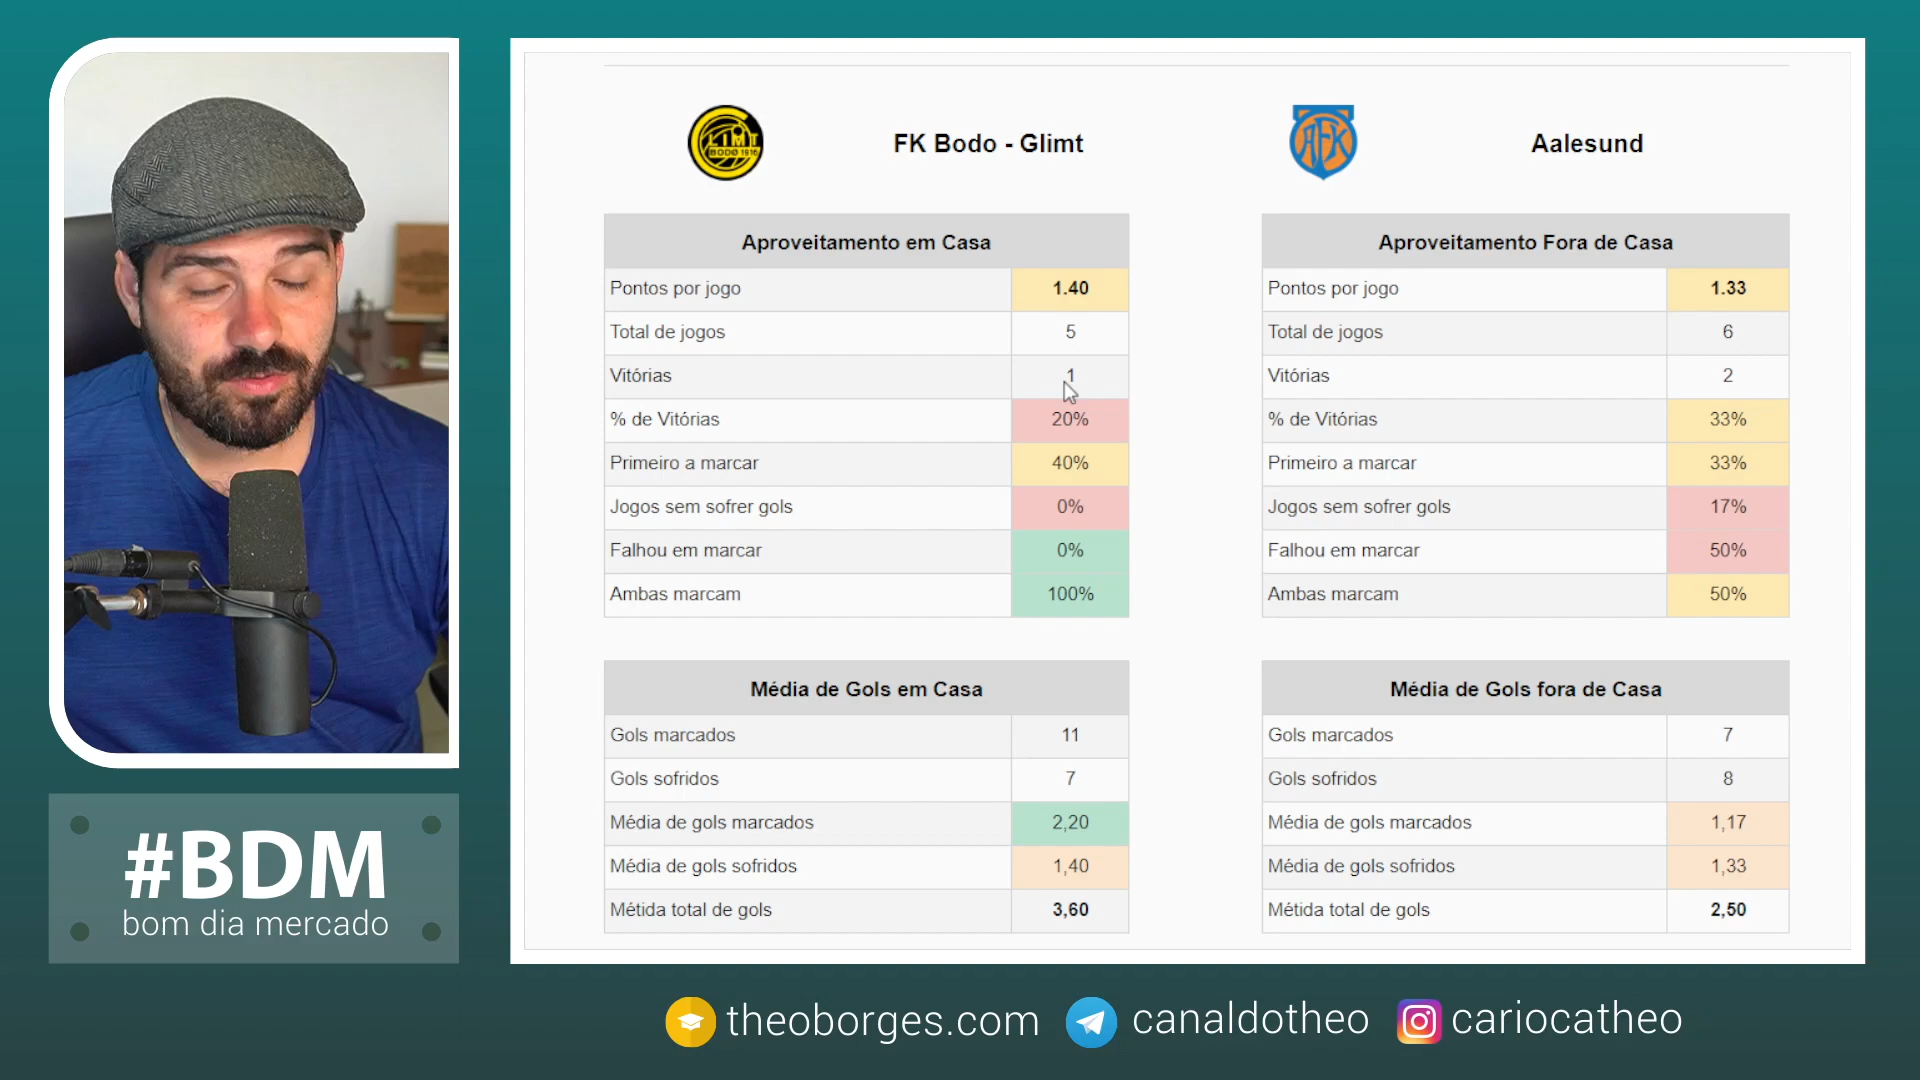 FK Bodo - Glimt
Aalesund
GLIMT
BODØ 1916
AFK
Aproveitamento em Casa
Pontos por jogo 1.40
Total de jogos 5
Vitórias 1
% de Vitórias 20%
Primeiro a marcar 40%
Jogos sem sofrer gols 0%
Falhou em marcar 0%
Ambas marcam 100%
Aproveitamento Fora de Casa
Pontos por jogo 1.33
Total de jogos 6
Vitórias 2
% de Vitórias 33%
Primeiro a marcar 33%
Jogos sem sofrer gols 17%
Falhou em marcar 50%
Ambas marcam 50%
Média de Gols em Casa
Gols marcados 11
Gols sofridos 7
Média de gols marcados 2,20
Média de gols sofridos 1,40
Métida total de gols 3,60
Média de Gols fora de Casa
Gols marcados 7
Gols sofridos 8
Média de gols marcados 1,17
Média de gols sofridos 1,33
Métida total de gols 2,50
#BDM
bom dia mercado
theoborges.com
canaldotheo
cariocatheo